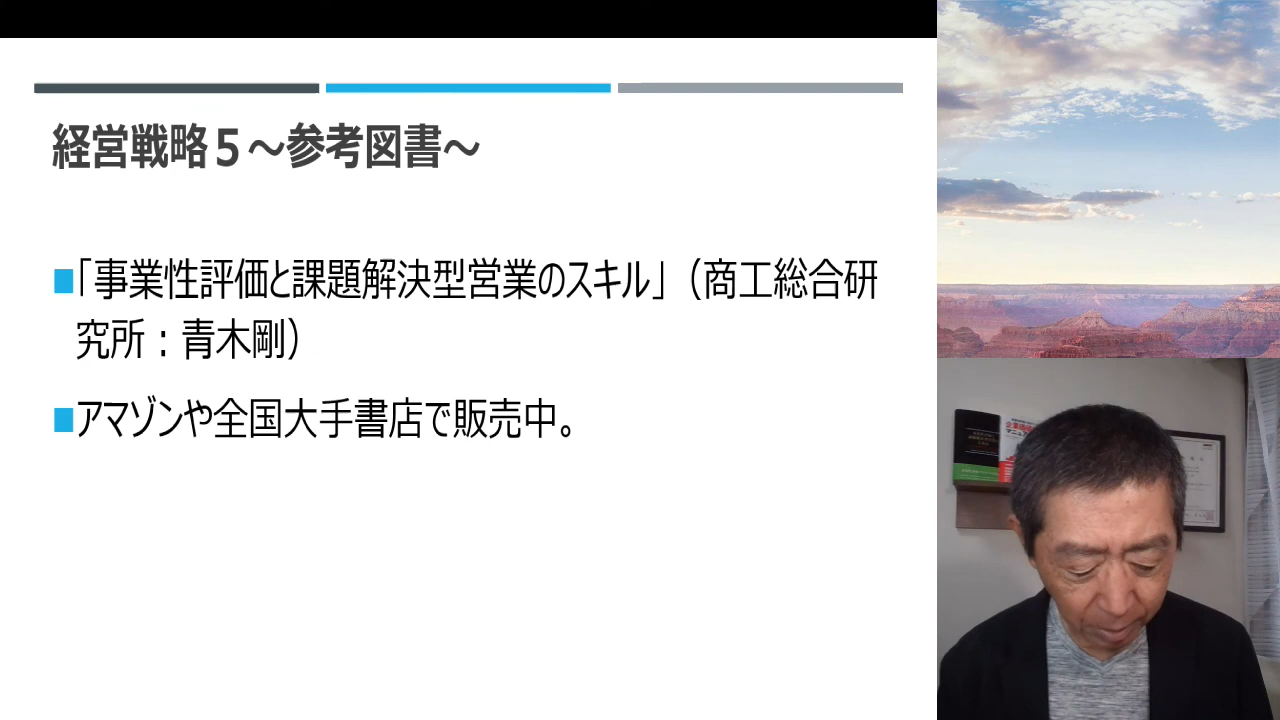 経営戦略５～参考図書～
「事業性評価と課題解決型営業のスキル」（商工総合研
究所：青木剛）
アマゾンや全国大手書店で販売中。